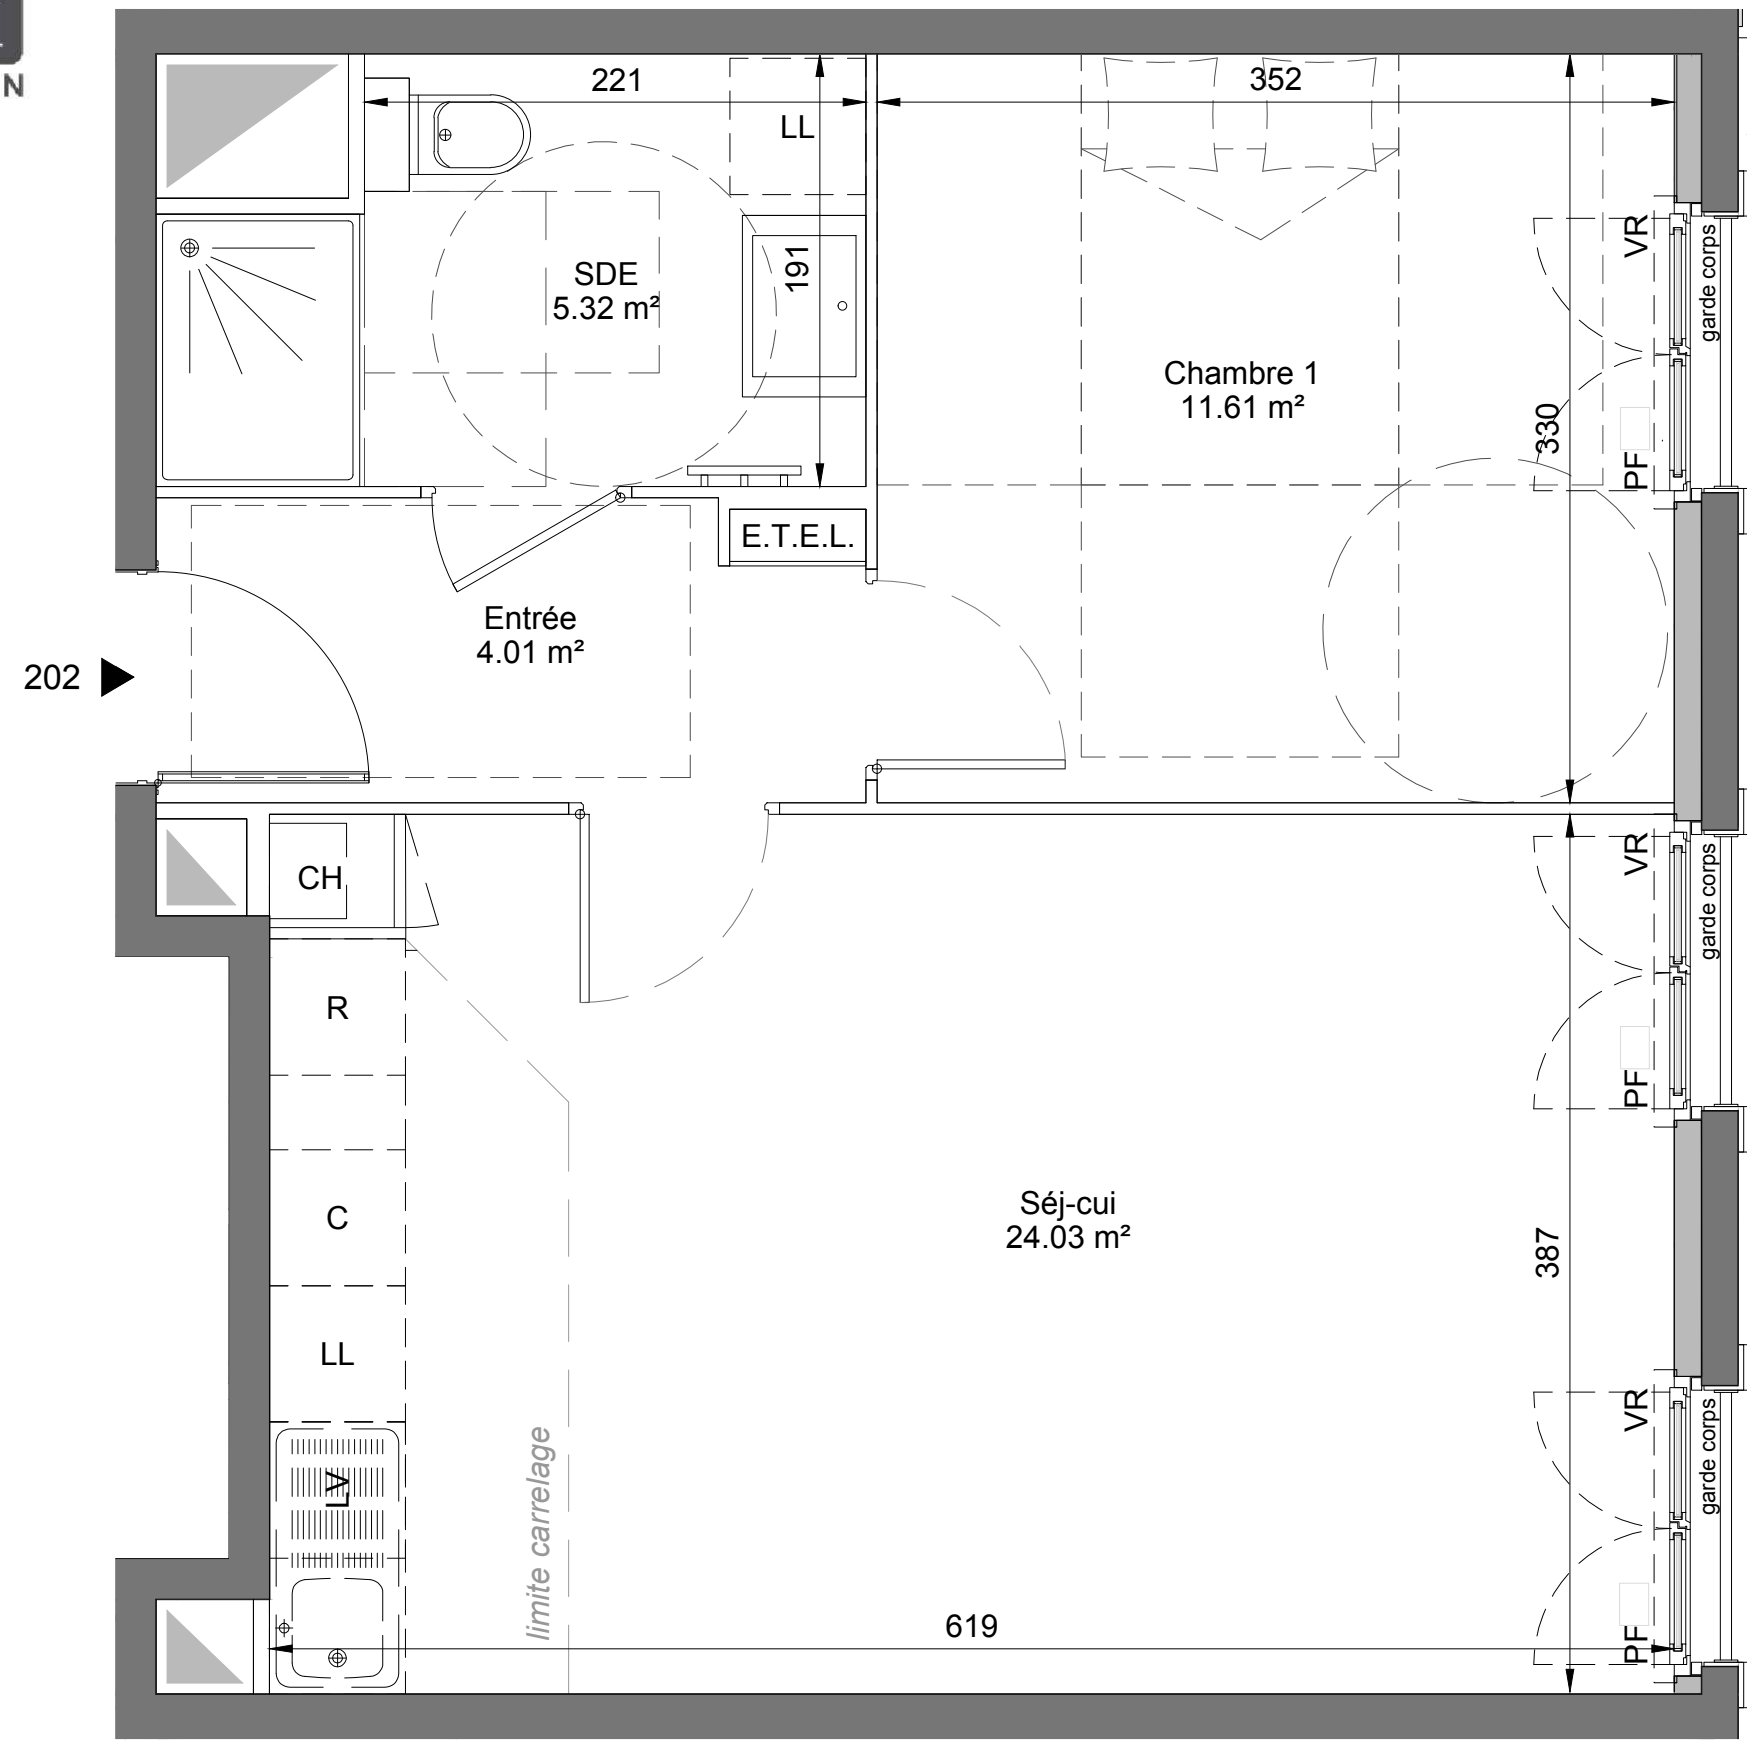 N
221
352
LL
VR
garde corps
191
SDE
5.32 m²
Chambre 1
11.61 m²
330
PF
E.T.E.L.
Entrée
4.01 m²
202
CH
VR
garde corps
R
PF
Séj-cui
24.03 m²
C
387
LL
VR
garde corps
LV
limite carrelage
619
PF